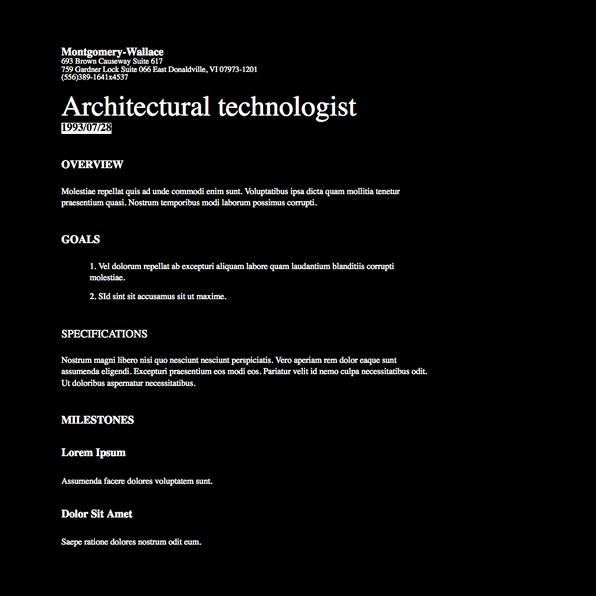 Montgomery-Wallace
693 Brown Causeway Suite 617
759 Gardner Lock Suite 066 East Donaldville, VI 07973-1201
(556)389-1641x4537
Architectural technologist
1993/07/28
OVERVIEW
Molestiae repellat quis ad unde commodi enim sunt. Voluptatibus ipsa dicta quam mollitia tenetur
praesentium quasi. Nostrum temporibus modi laborum possimus corrupti.
GOALS
1. Vel dolorum repellat ab excepturi aliquam labore quam laudantium blanditiis corrupti
molestiae.
2. SId sint sit accusamus sit ut maxime.
SPECIFICATIONS
Nostrum magni libero nisi quo nesciunt nesciunt perspiciatis. Vero aperiam rem dolor eaque sunt
assumenda eligendi. Excepturi praesentium eos modi eos. Pariatur velit id nemo culpa necessitatibus odit.
Ut doloribus aspernatur necessitatibus.
MILESTONES
Lorem Ipsum
Assumenda facere dolores voluptatem sunt.
Dolor Sit Amet
Saepe ratione dolores nostrum odit eum.